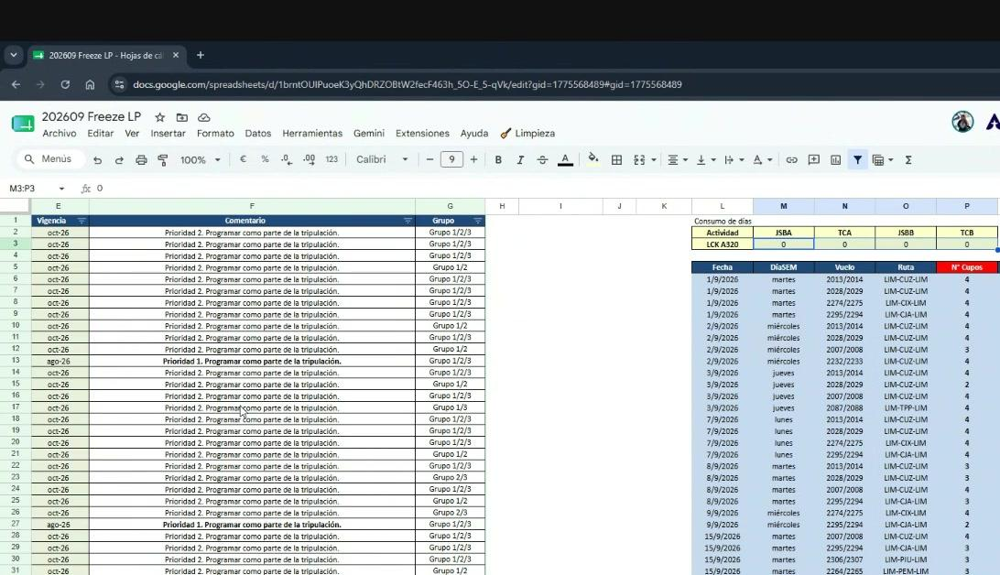 202609 Freeze LP - Hojas de cál
docs.google.com/spreadsheets/d/1brntOUIPuoeK3yQhDRZOBtW2fecF463h_5O-E_5-qVk/edit?gid=1775568489#gid=1775568489
202609 Freeze LP
Archivo Editar Ver Insertar Formato Datos Herramientas Gemini Extensiones Ayuda Limpieza
Menús 100% € % .0 .00 123 Calibri 9 B I A Σ
M3:P3 fx 0
E F G H I J K L M N O P
1 Vigencia Comentario Grupo Consumo de días
2 oct-26 Prioridad 2. Programar como parte de la tripulación. Grupo 1/2/3 Actividad JSBA TCA JSBB TCB
3 oct-26 Prioridad 2. Programar como parte de la tripulación. Grupo 1/2/3 LCK A320 0 0 0 0
4 oct-26 Prioridad 2. Programar como parte de la tripulación. Grupo 1/2/3
5 oct-26 Prioridad 2. Programar como parte de la tripulación. Grupo 1/2 Fecha DíaSEM Vuelo Ruta N° Cupos
6 oct-26 Prioridad 2. Programar como parte de la tripulación. Grupo 1/2/3 1/9/2026 martes 2013/2014 LIM-CUZ-LIM 4
7 oct-26 Prioridad 2. Programar como parte de la tripulación. Grupo 1/2/3 1/9/2026 martes 2028/2029 LIM-CUZ-LIM 4
8 oct-26 Prioridad 2. Programar como parte de la tripulación. Grupo 1/2/3 1/9/2026 martes 2274/2275 LIM-CIX-LIM 4
9 oct-26 Prioridad 2. Programar como parte de la tripulación. Grupo 1/2/3 1/9/2026 martes 2295/2294 LIM-CJA-LIM 4
10 oct-26 Prioridad 2. Programar como parte de la tripulación. Grupo 1/2 2/9/2026 miércoles 2013/2014 LIM-CUZ-LIM 4
11 oct-26 Prioridad 2. Programar como parte de la tripulación. Grupo 1/2/3 2/9/2026 miércoles 2028/2029 LIM-CUZ-LIM 4
12 oct-26 Prioridad 2. Programar como parte de la tripulación. Grupo 1/2 2/9/2026 miércoles 2007/2008 LIM-CUZ-LIM 3
13 ago-26 Prioridad 1. Programar como parte de la tripulación. Grupo 1/2/3 2/9/2026 miércoles 2232/2233 LIM-CUZ-LIM 4
14 oct-26 Prioridad 2. Programar como parte de la tripulación. Grupo 1/2/3 3/9/2026 jueves 2013/2014 LIM-CUZ-LIM 4
15 oct-26 Prioridad 2. Programar como parte de la tripulación. Grupo 1/2 3/9/2026 jueves 2028/2029 LIM-CUZ-LIM 2
16 oct-26 Prioridad 2. Programar como parte de la tripulación. Grupo 1/2/3 3/9/2026 jueves 2007/2008 LIM-CUZ-LIM 4
17 oct-26 Prioridad 2. Programar como parte de la tripulación. Grupo 1/3 3/9/2026 jueves 2087/2088 LIM-TPP-LIM 4
18 oct-26 Prioridad 2. Programar como parte de la tripulación. Grupo 1/2/3 7/9/2026 lunes 2013/2014 LIM-CUZ-LIM 4
19 oct-26 Prioridad 2. Programar como parte de la tripulación. Grupo 1/2/3 7/9/2026 lunes 2028/2029 LIM-CUZ-LIM 4
20 oct-26 Prioridad 2. Programar como parte de la tripulación. Grupo 1/2/3 7/9/2026 lunes 2274/2275 LIM-CIX-LIM 4
21 oct-26 Prioridad 2. Programar como parte de la tripulación. Grupo 1/2 7/9/2026 lunes 2295/2294 LIM-CJA-LIM 4
22 oct-26 Prioridad 2. Programar como parte de la tripulación. Grupo 1/2/3 8/9/2026 martes 2013/2014 LIM-CUZ-LIM 3
23 oct-26 Prioridad 2. Programar como parte de la tripulación. Grupo 2/3 8/9/2026 martes 2028/2029 LIM-CUZ-LIM 3
24 oct-26 Prioridad 2. Programar como parte de la tripulación. Grupo 1/2/3 8/9/2026 martes 2007/2008 LIM-CUZ-LIM 4
25 oct-26 Prioridad 2. Programar como parte de la tripulación. Grupo 1/2 8/9/2026 martes 2295/2294 LIM-CJA-LIM 3
26 oct-26 Prioridad 2. Programar como parte de la tripulación. Grupo 2/3 9/9/2026 miércoles 2274/2275 LIM-CIX-LIM 4
27 ago-26 Prioridad 1. Programar como parte de la tripulación. Grupo 1/2/3 9/9/2026 miércoles 2295/2294 LIM-CJA-LIM 2
28 oct-26 Prioridad 2. Programar como parte de la tripulación. Grupo 1/2/3 15/9/2026 martes 2007/2008 LIM-CUZ-LIM 4
29 oct-26 Prioridad 2. Programar como parte de la tripulación. Grupo 1/2/3 15/9/2026 martes 2295/2294 LIM-CJA-LIM 3
30 oct-26 Prioridad 2. Programar como parte de la tripulación. Grupo 1/2/3 15/9/2026 martes 2306/2307 LIM-PIU-LIM 3
31 oct-26 Prioridad 2. Programar como parte de la tripulación. Grupo 1/2 15/9/2026 martes 2264/2265 LIM-PEM-LIM 3